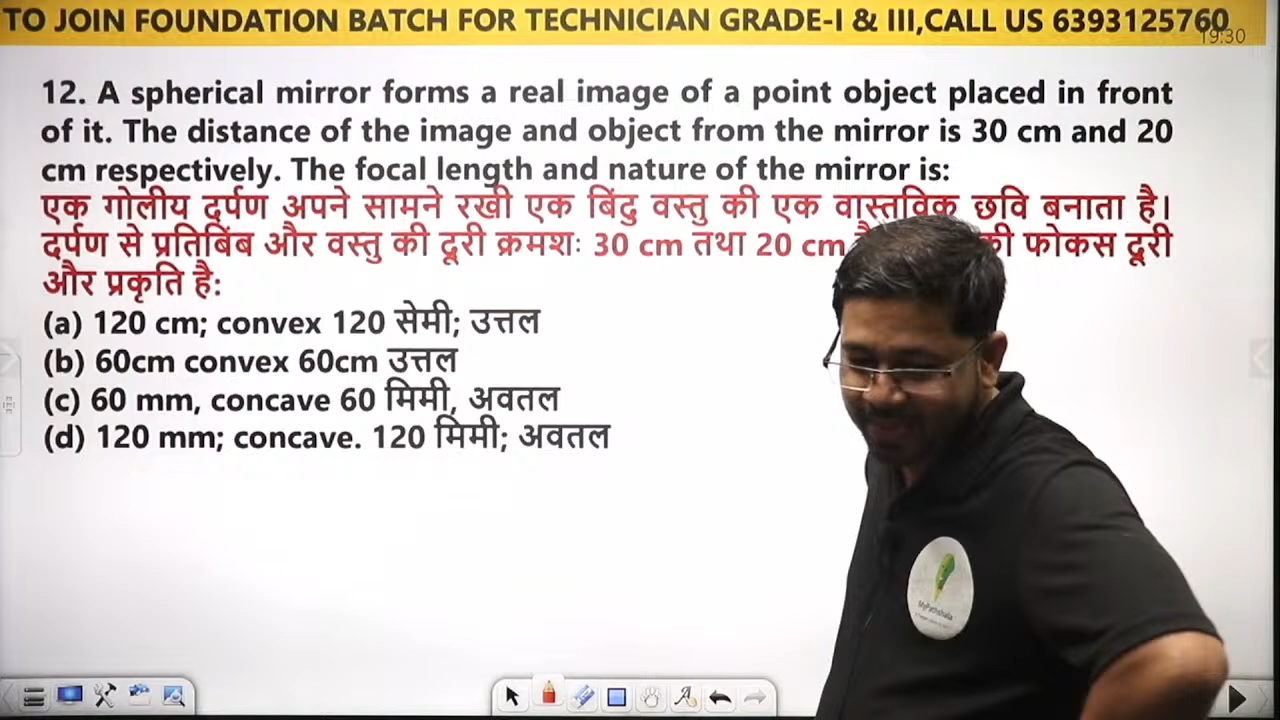 TO JOIN FOUNDATION BATCH FOR TECHNICIAN GRADE-I & III,CALL US 6393125760
19:30
12. A spherical mirror forms a real image of a point object placed in front
of it. The distance of the image and object from the mirror is 30 cm and 20
cm respectively. The focal length and nature of the mirror is:
एक गोलीय दर्पण अपने सामने रखी एक बिंदु वस्तु की एक वास्तविक छवि बनाता है।
दर्पण से प्रतिबिंब और वस्तु की दूरी क्रमशः 30 cm तथा 20 cm की फोकस दूरी
और प्रकृति है:
(a) 120 cm; convex 120 सेमी; उत्तल
(b) 60cm convex 60cm उत्तल
(c) 60 mm, concave 60 मिमी, अवतल
(d) 120 mm; concave. 120 मिमी; अवतल
MyPathshala